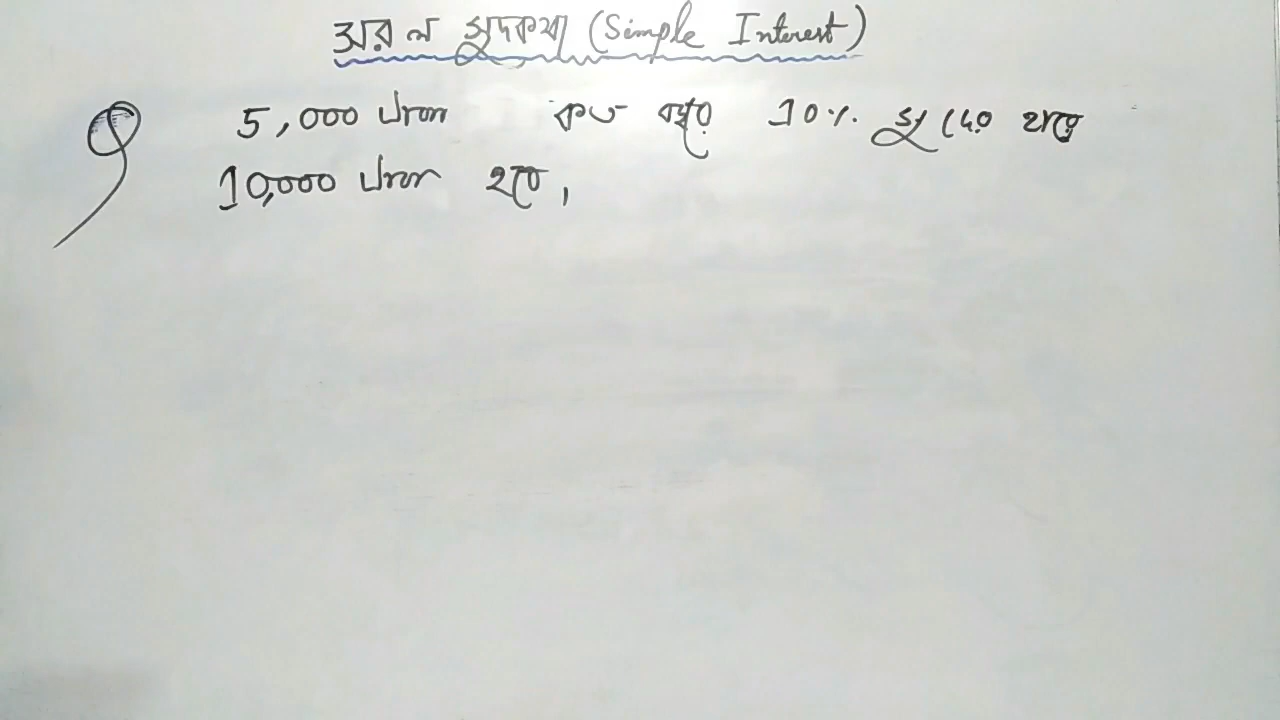 সরল সুদকষা (Simple Interest)
Q 5,000 টাকা কত বছর 10% সুদের হারে
10,000 টাকা হবে,